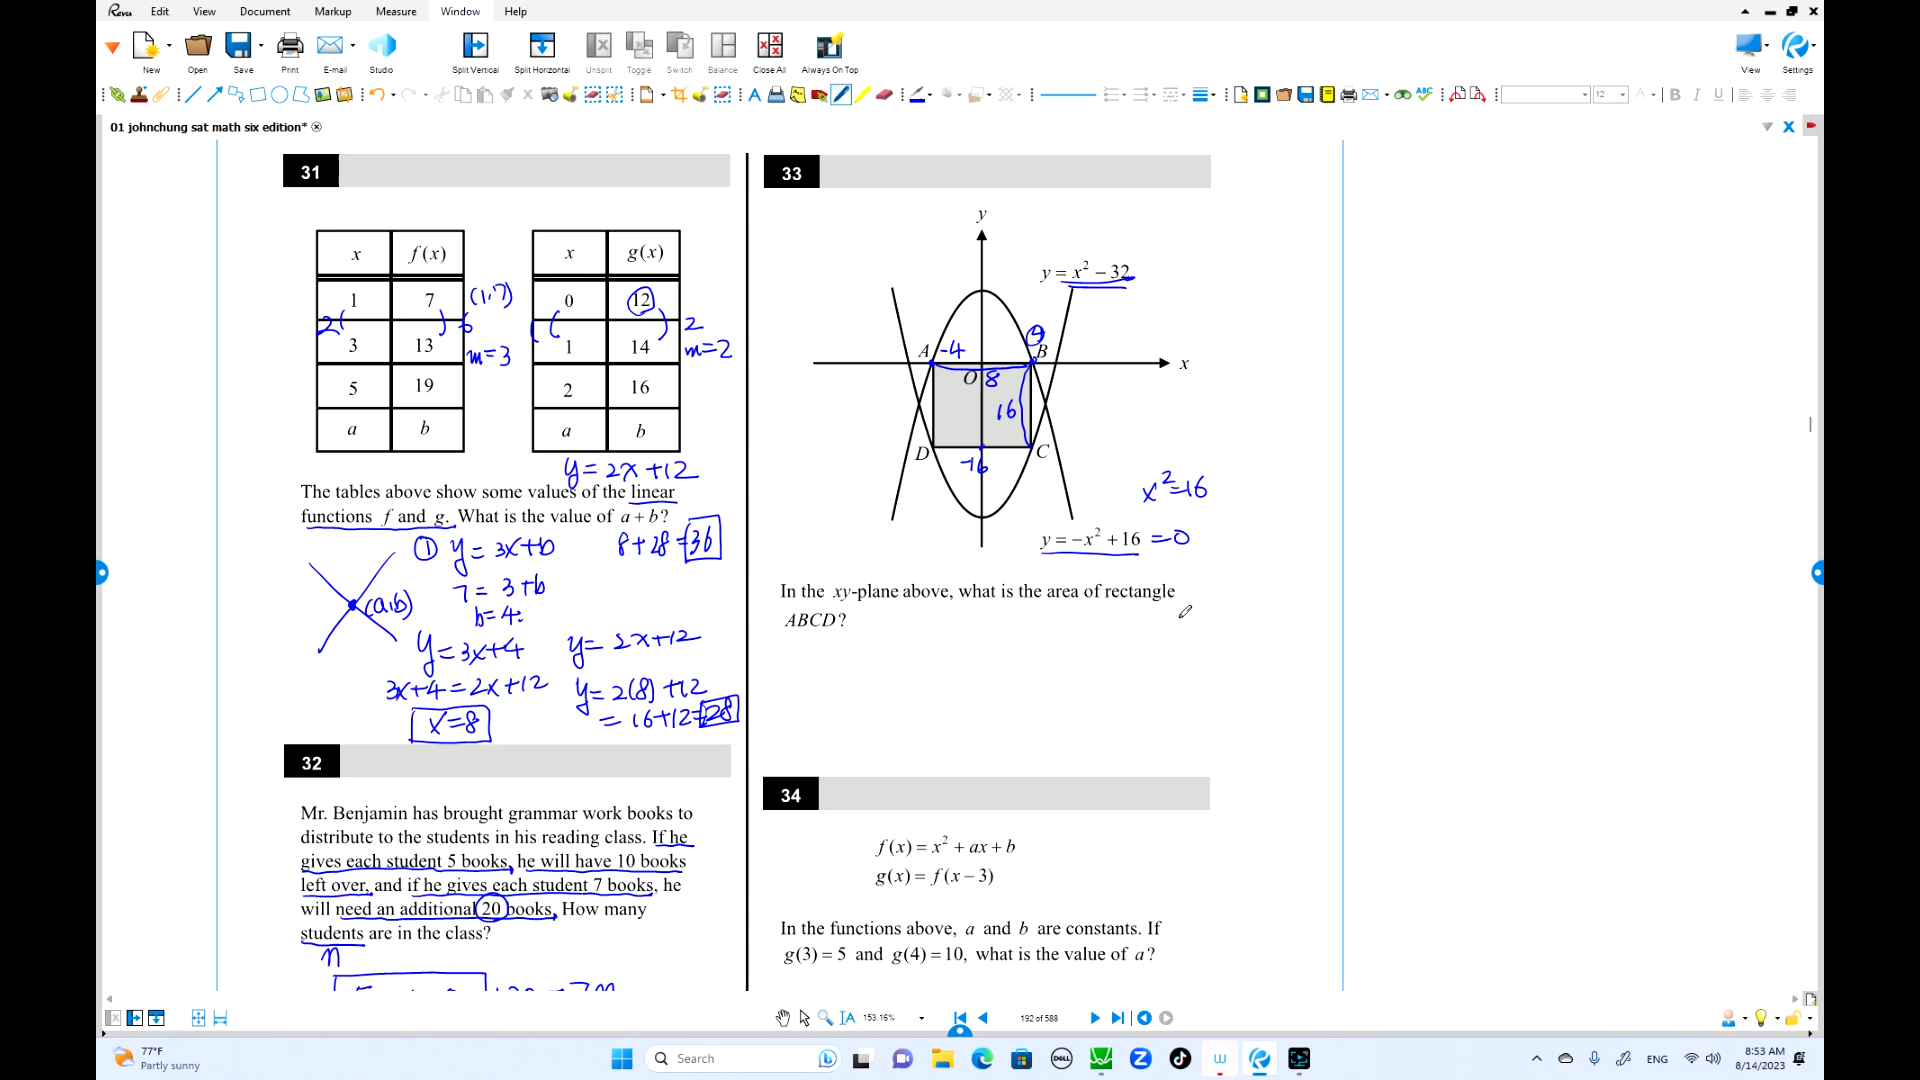 Revu Edit View Document Markup Measure Window Help
New Open Save Print E-mail Studio Split Vertical Split Horizontal Unsplit Toggle Switch Balance Close All Always On Top View Settings
12
01 johnchung sat math six edition*
31
x f(x)
1 7
3 13
5 19
a b
x g(x)
0 12
1 14
2 16
a b
(1,7)
2 6
m=3
2
m=2
y = 2x+12
The tables above show some values of the linear
functions f and g. What is the value of a + b?
① y = 3x+b
8+28=36
7 = 3+b
b=4
(a,b)
y = 3x+4
y = 2x+12
3x+4=2x+12
y = 2(8)+12
x=8
= 16+12=28
32
Mr. Benjamin has brought grammar work books to
distribute to the students in his reading class. If he
gives each student 5 books, he will have 10 books
left over, and if he gives each student 7 books, he
will need an additional 20 books. How many
students are in the class?
n
33
y
y = x² − 32
A -4 4 B
x
O 8
16
D -16 C
x²=16
y = −x² + 16 =0
In the xy-plane above, what is the area of rectangle
ABCD?
34
f(x) = x² + ax + b
g(x) = f(x − 3)
In the functions above, a and b are constants. If
g(3) = 5 and g(4) = 10, what is the value of a?
153.16%
192 of 588
77°F
Partly sunny
Search
DELL
ENG
8:53 AM
8/14/2023